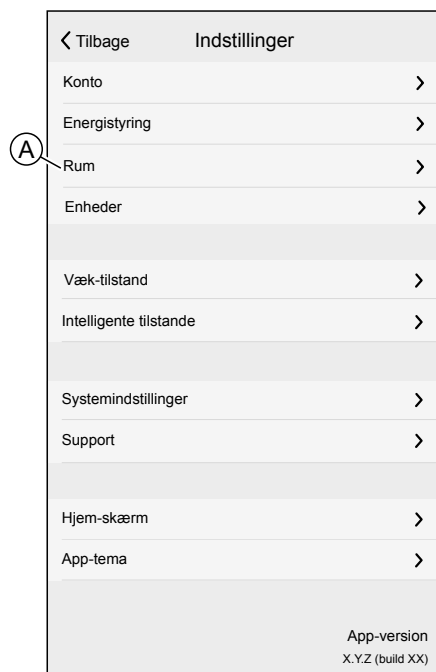 Tilbage Indstillinger
Konto
Energistyring
A
Rum
Enheder
Væk-tilstand
Intelligente tilstande
Systemindstillinger
Support
Hjem-skærm
App-tema
App-version
X.Y.Z (build XX)